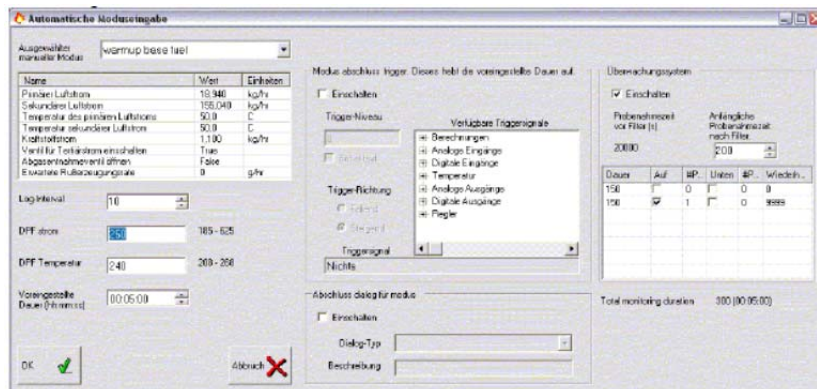 Automatische Moduseingabe
Ausgewählter manueller Modus
warmup base fuel
Name Wert Einheiten
Primärer Luftstrom 18,940 kg/hr
Sekundärer Luftstrom 155,040 kg/hr
Temperatur des primären Luftstroms 50,0 C
Temperatur sekundärer Luftstrom 50,0 C
Kraftstoffstrom 1,100 kg/hr
Ventil für Tertiärstrom einschalten True
Abgasentnahmeventil öffnen False
Erwartete Rußerzeugungsrate 0 g/hr
Log Interval 10
DPF strom 250 185 - 625
DPF Temperatur 240 200 - 260
Voreingestellte Dauer (hh:mm:ss) 00:05:00
OK
Abbruch
Modus abschluss trigger. Dieses hebt die voreingestellte Dauer auf.
Einschalten
Trigger-Niveau
Trigger-Richtung
Fallend
Steigend
Verfügbare Triggersignale
Berechnungen
Analoge Eingänge
Digitale Eingänge
Temperatur
Analoge Ausgänge
Digitale Ausgänge
Regler
Triggersignal
Nichts
Abschluss dialog für modus
Einschalten
Dialog-Typ
Beschreibung
Überwachungssystem
Einschalten
Probenahmezeit vor Filter (s)
20000
Anfängliche Probenahmezeit nach Filter.
200
Dauer Auf #P... Unten #P... Wiederh...
150 0 0 0
150 1 0 9999
Total monitoring duration 300 (00:05:00)